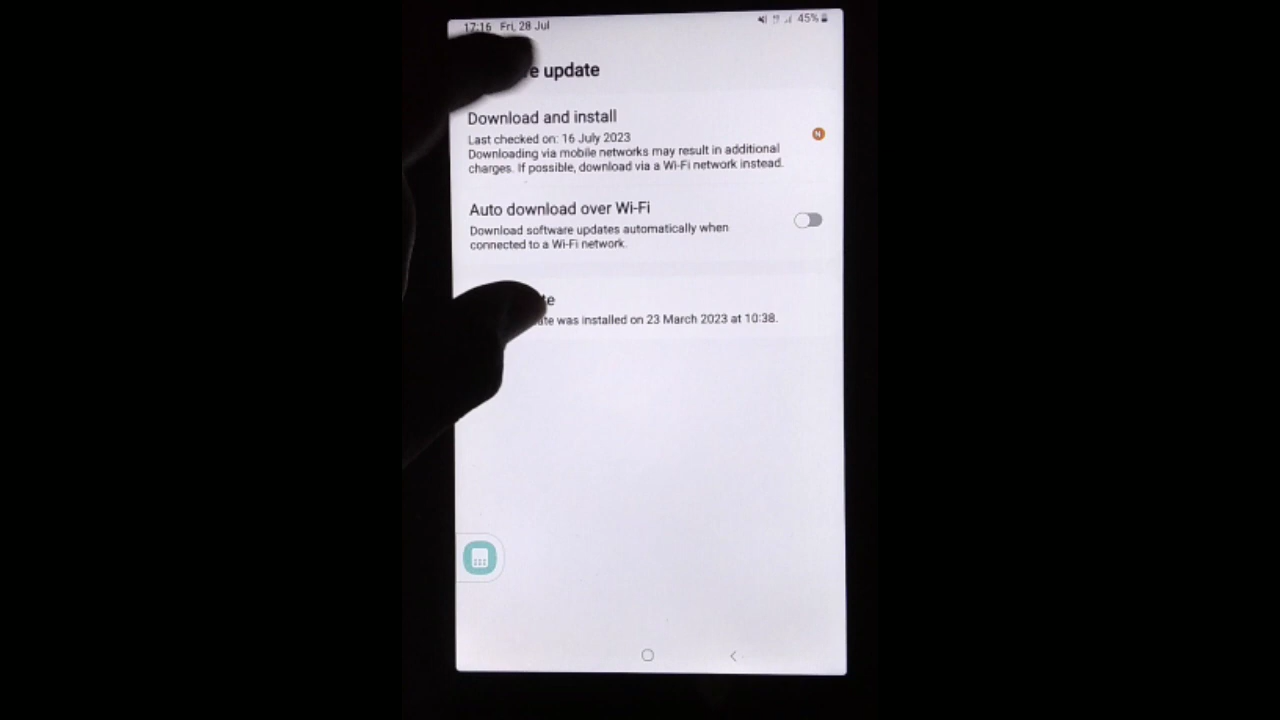 17:16 Fri, 28 Jul
45%
update
Download and install
Last checked on: 16 July 2023
N
Downloading via mobile networks may result in additional
charges. If possible, download via a Wi-Fi network instead.
Auto download over Wi-Fi
Download software updates automatically when
connected to a Wi-Fi network.
was installed on 23 March 2023 at 10:38.